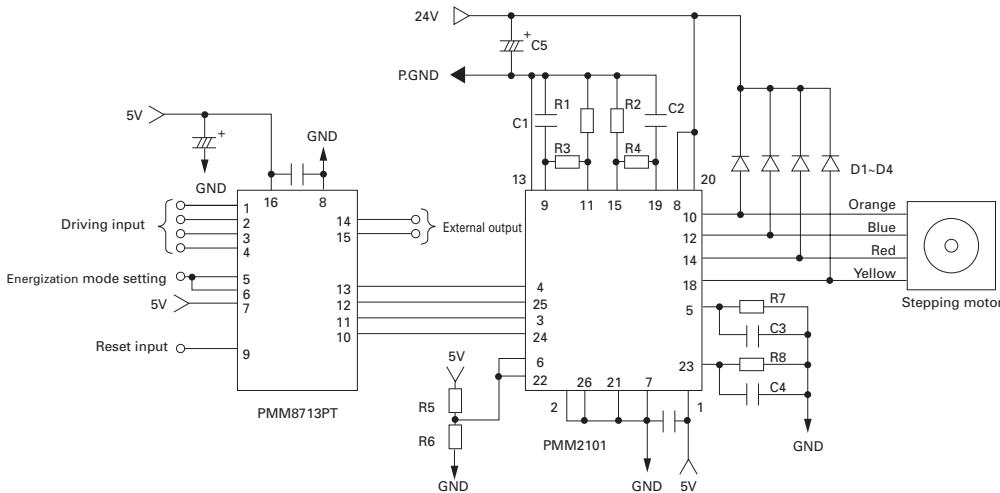 24V
+
C5
P.GND
R1
R2
C2
C1
R3
R4
5V
+
GND
GND
13
9
11
15
19
8
20
D1~D4
16
8
Driving input
1
2
3
4
14
15
External output
10
Orange
12
Blue
14
Red
18
Yellow
Stepping motor
Energization mode setting
5
6
5V
7
13
12
11
10
4
25
3
24
5
R7
C3
Reset input
9
6
22
23
R8
C4
GND
PMM8713PT
5V
R5
R6
GND
26
21
7
2
1
PMM2101
GND
5V